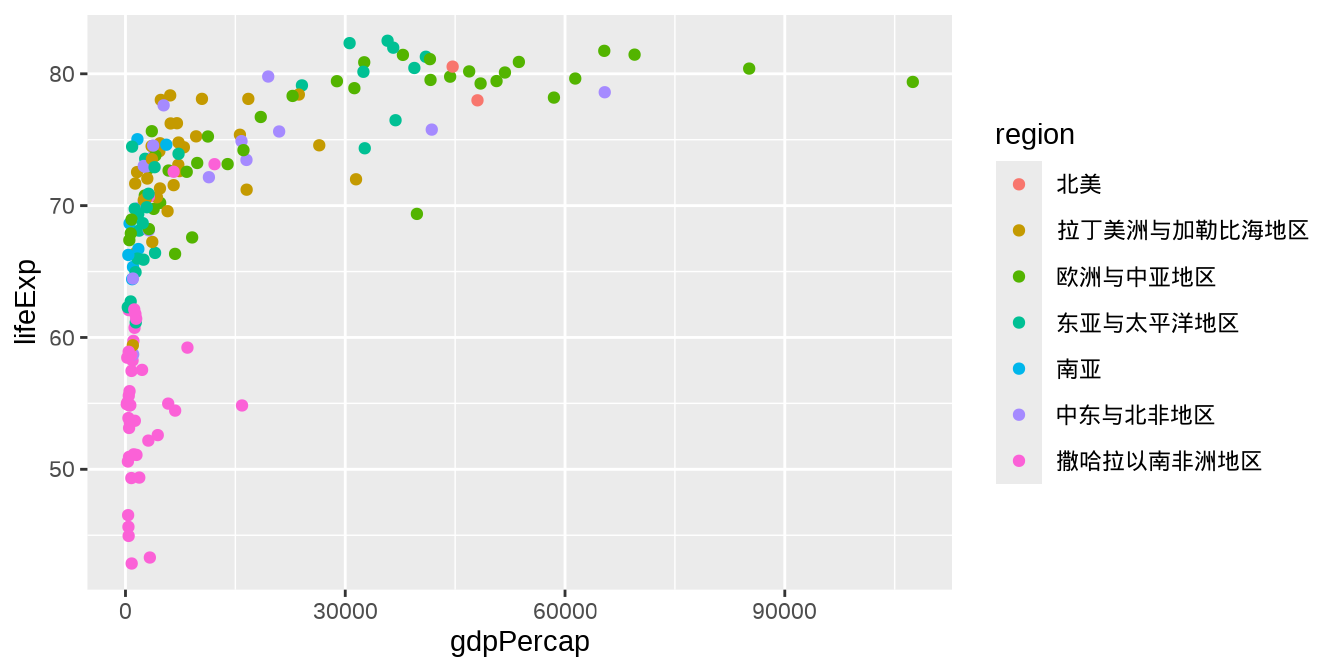 80
70
60
50
lifeExp
0 30000 60000 90000
gdpPercap
region
北美
拉丁美洲与加勒比海地区
欧洲与中亚地区
东亚与太平洋地区
南亚
中东与北非地区
撒哈拉以南非洲地区